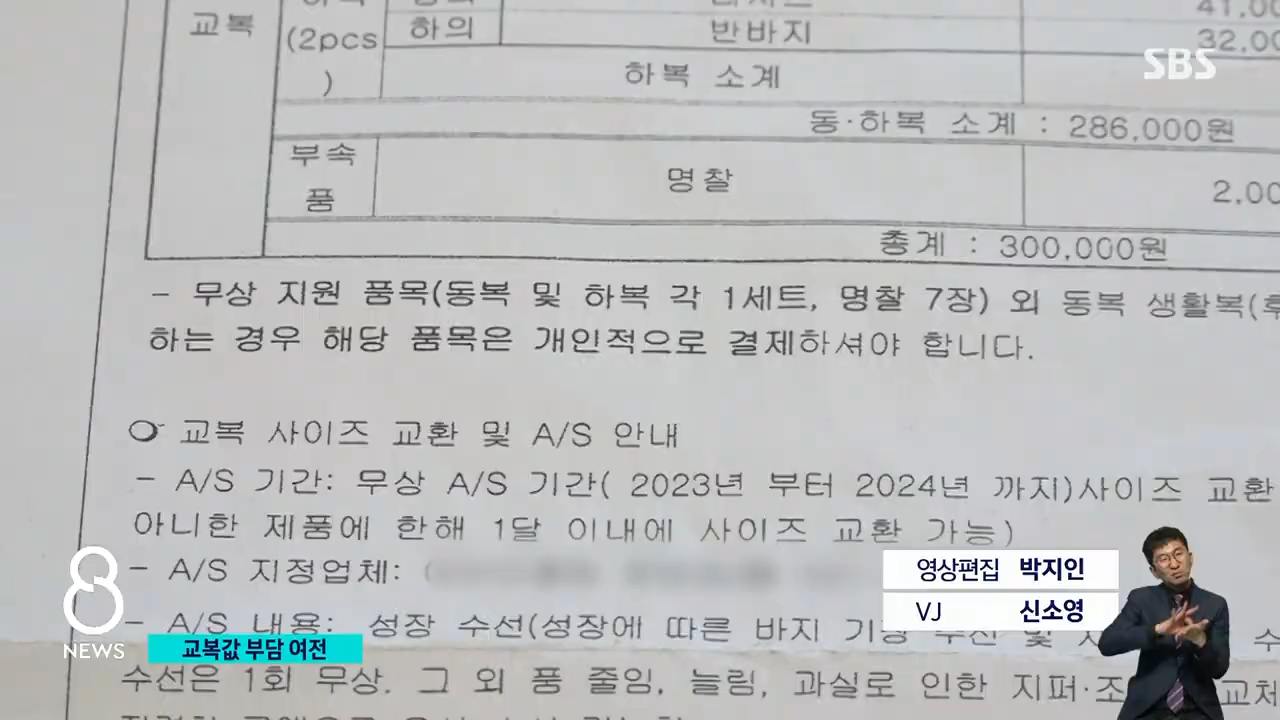 41,00
교복
(2pcs
)
하의
반바지
32,00
SBS
하복 소계
동·하복 소계 : 286,000원
부속
품
명찰
2,00
총계 : 300,000원
- 무상 지원 품목(동복 및 하복 각 1세트, 명찰 7장) 외 동복 생활복(후
하는 경우 해당 품목은 개인적으로 결제하셔야 합니다.
○ 교복 사이즈 교환 및 A/S 안내
- A/S 기간: 무상 A/S 기간( 2023년 부터 2024년 까지)사이즈 교환
아니한 제품에 한해 1달 이내에 사이즈 교환 가능)
- A/S 지정업체: (
영상편집 박지인
VJ 신소영
- A/S 내용: 성장 수선(성장에 따른 바지 기장 수선 및
8
NEWS
교복값 부담 여전
수선은 1회 무상. 그 외 품 줄임, 늘림, 과실로 인한 지퍼·조 교체